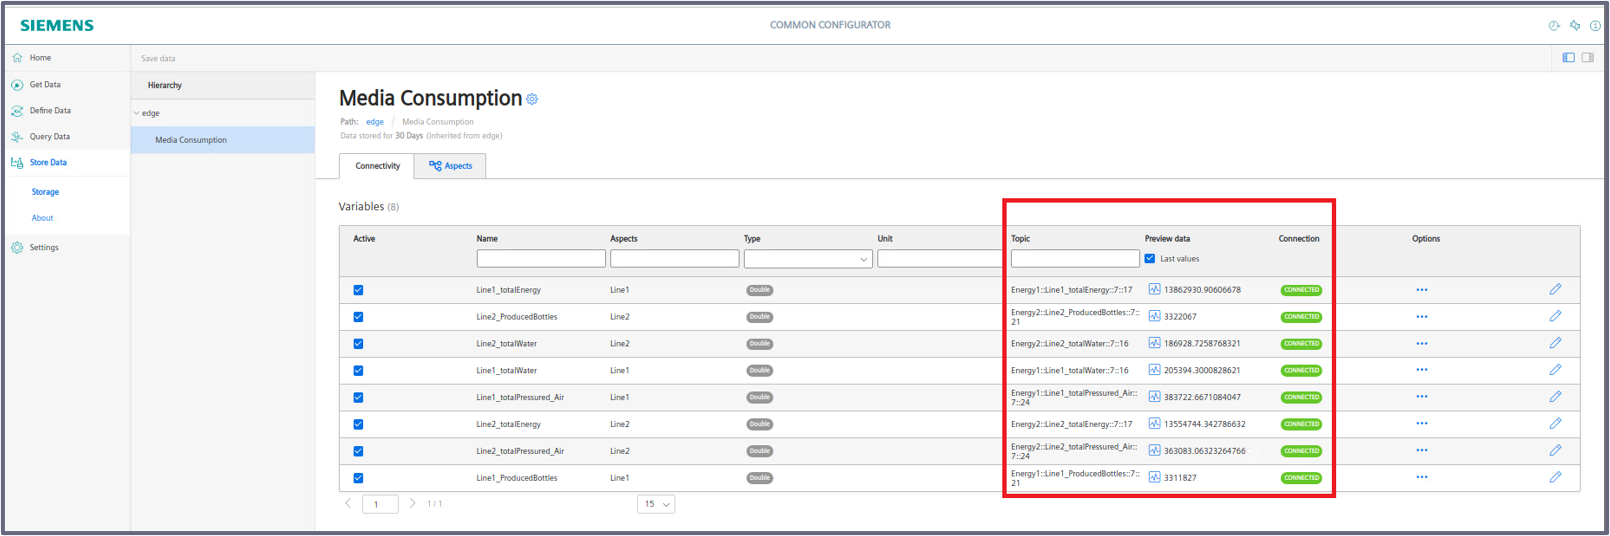 SIEMENS
COMMON CONFIGURATOR
Home
Get Data
Define Data
Query Data
Store Data
Storage
About
Settings
Save data
Hierarchy
edge
Media Consumption
Media Consumption
Path: edge / Media Consumption
Data stored for 30 Days (Inherited from edge)
Connectivity Aspects
Variables (8)
Active Name Aspects Type Unit Topic Preview data Connection Options
Last values
Line1_totalEnergy Line1 Double Energy1::Line1_totalEnergy::7::17 13862930.90606678 CONNECTED ...
Line2_ProducedBottles Line2 Double Energy2::Line2_ProducedBottles::7::
21 3322067 CONNECTED ...
Line2_totalWater Line2 Double Energy2::Line2_totalWater::7::16 186928.7258768321 CONNECTED ...
Line1_totalWater Line1 Double Energy1::Line1_totalWater::7::16 205394.3000828621 CONNECTED ...
Line1_totalPressured_Air Line1 Double Energy1::Line1_totalPressured_Air::
7::24 383722.6671084047 CONNECTED ...
Line2_totalEnergy Line2 Double Energy2::Line2_totalEnergy::7::17 13554744.342786632 CONNECTED ...
Line2_totalPressured_Air Line2 Double Energy2::Line2_totalPressured_Air::
7::24 363083.06323264766 CONNECTED ...
Line1_ProducedBottles Line1 Double Energy1::Line1_ProducedBottles::7::
21 3311827 CONNECTED ...
1 1 / 1 15